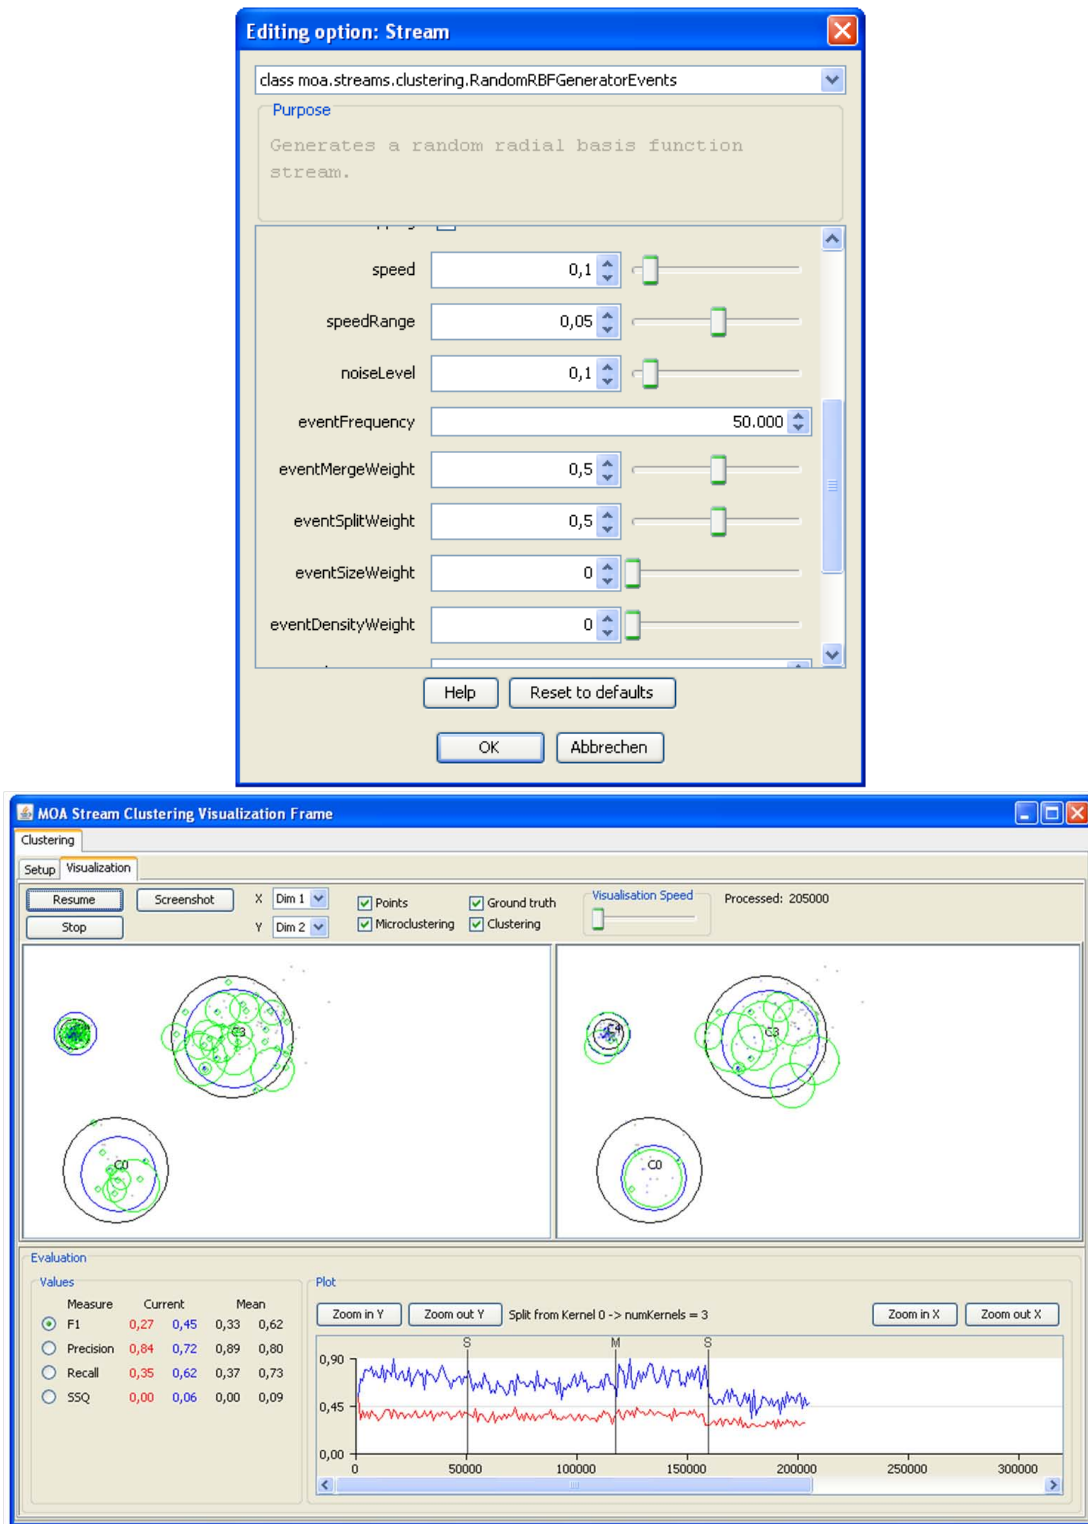 Editing option: Stream
class moa.streams.clustering.RandomRBFGeneratorEvents
Purpose
Generates a random radial basis function
stream.
speed 0,1
speedRange 0,05
noiseLevel 0,1
eventFrequency 50.000
eventMergeWeight 0,5
eventSplitWeight 0,5
eventSizeWeight 0
eventDensityWeight 0
Help Reset to defaults
OK Abbrechen
MOA Stream Clustering Visualization Frame
Clustering
Setup Visualization
Resume Screenshot X Dim 1 Points Ground truth Visualisation Speed Processed: 205000
Stop Y Dim 2 Microclustering Clustering
C3
C0
C4
C3
C0
Evaluation
Values
Measure Current Mean
F1 0,27 0,45 0,33 0,62
Precision 0,84 0,72 0,89 0,80
Recall 0,35 0,62 0,37 0,73
SSQ 0,00 0,06 0,00 0,09
Plot
Zoom in Y Zoom out Y Split from Kernel 0 -> numKernels = 3 Zoom in X Zoom out X
S M S
0,90
0,45
0,00
0 50000 100000 150000 200000 250000 300000